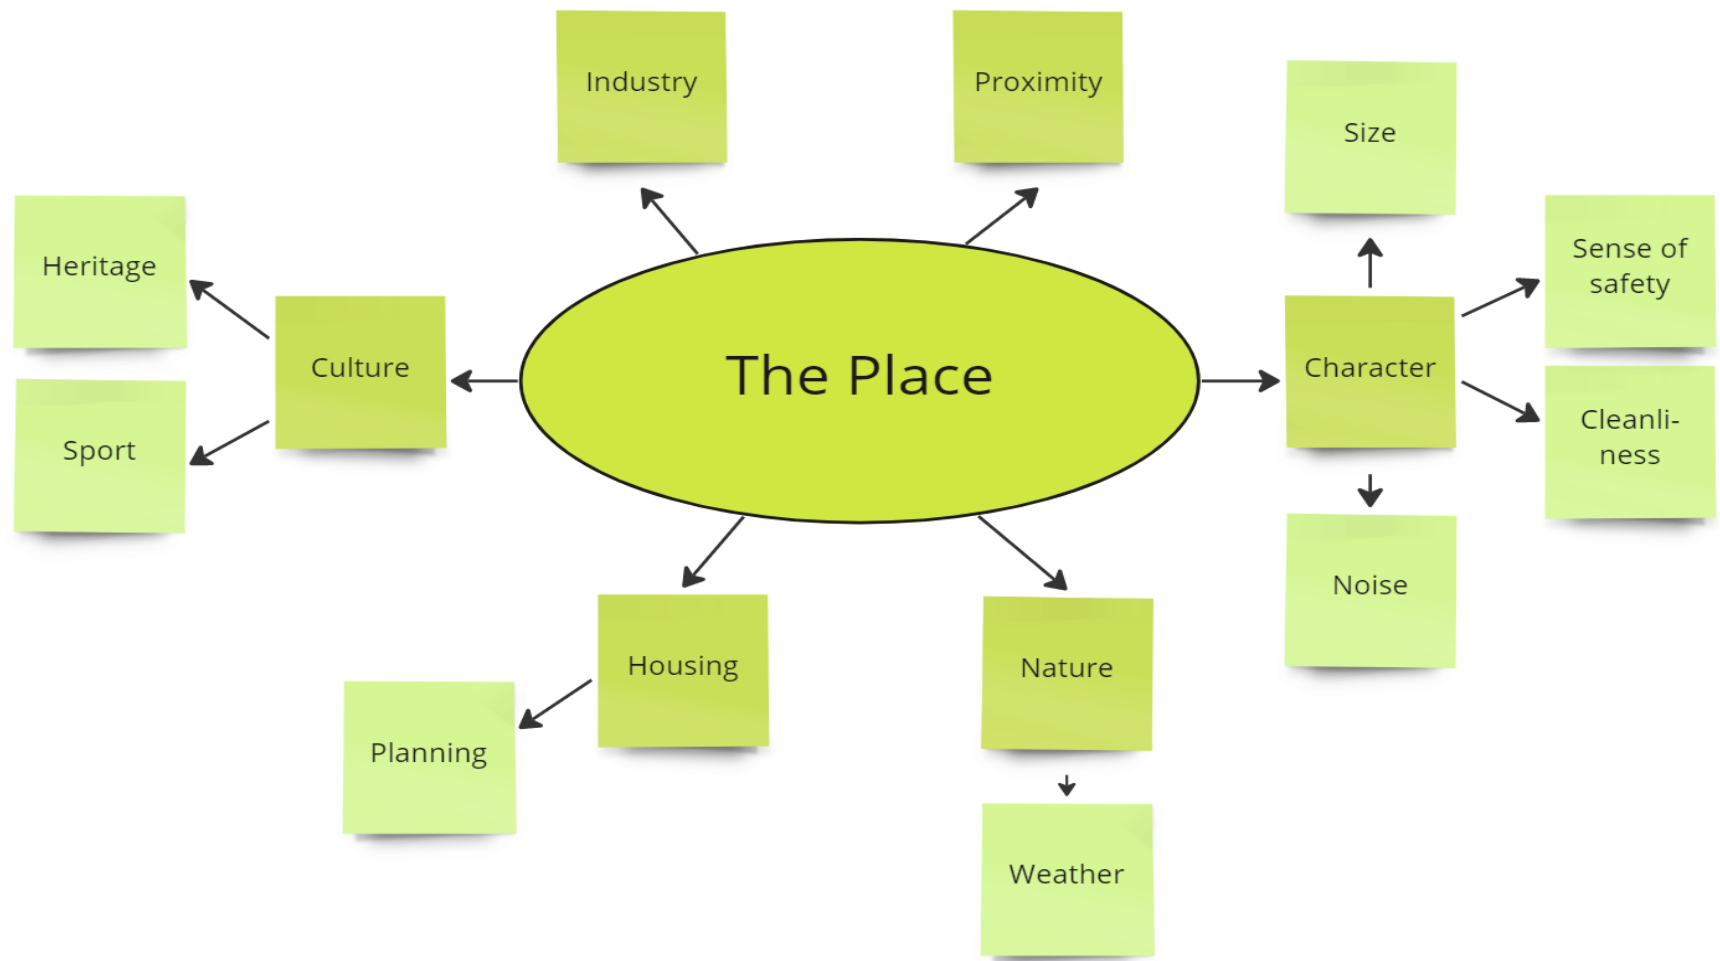 Industry
Proximity
Size
Heritage
Sense of
safety
Culture
The Place
Character
Sport
Cleanli-
ness
Noise
Housing
Nature
Planning
Weather